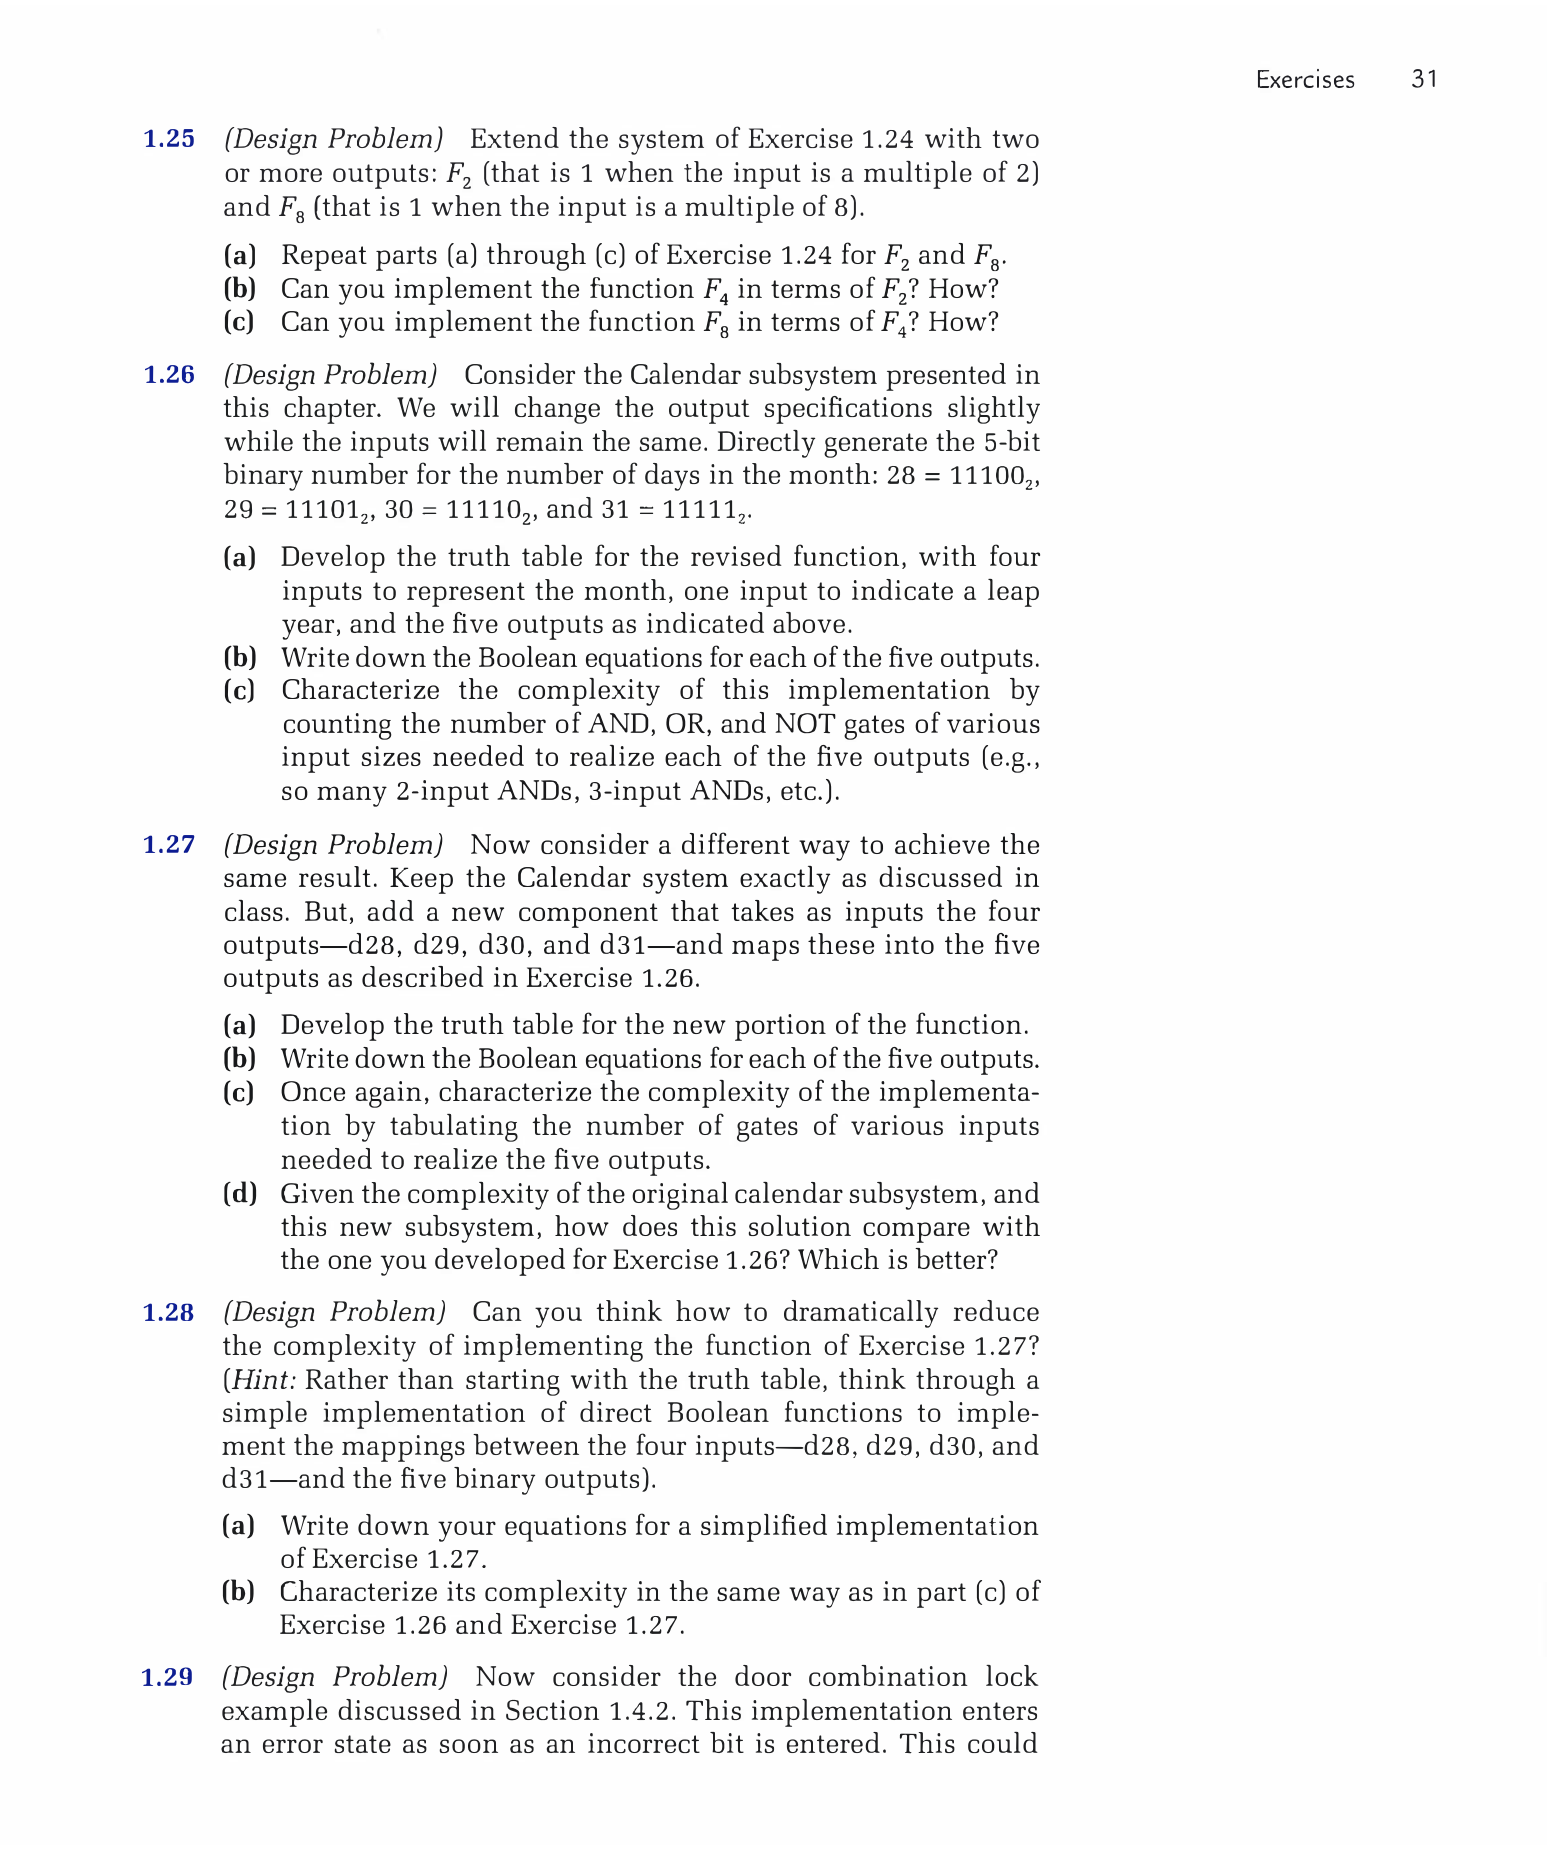 Exercises 31
1.25 (Design Problem) Extend the system of Exercise 1.24 with two
or more outputs: F₂ (that is 1 when the input is a multiple of 2)
and F₈ (that is 1 when the input is a multiple of 8).
(a) Repeat parts (a) through (c) of Exercise 1.24 for F₂ and F₈.
(b) Can you implement the function F₄ in terms of F₂? How?
(c) Can you implement the function F₈ in terms of F₄? How?
1.26 (Design Problem) Consider the Calendar subsystem presented in
this chapter. We will change the output specifications slightly
while the inputs will remain the same. Directly generate the 5-bit
binary number for the number of days in the month: 28 = 11100₂,
29 = 11101₂, 30 = 11110₂, and 31 = 11111₂.
(a) Develop the truth table for the revised function, with four
inputs to represent the month, one input to indicate a leap
year, and the five outputs as indicated above.
(b) Write down the Boolean equations for each of the five outputs.
(c) Characterize the complexity of this implementation by
counting the number of AND, OR, and NOT gates of various
input sizes needed to realize each of the five outputs (e.g.,
so many 2-input ANDs, 3-input ANDs, etc.).
1.27 (Design Problem) Now consider a different way to achieve the
same result. Keep the Calendar system exactly as discussed in
class. But, add a new component that takes as inputs the four
outputs—d28, d29, d30, and d31—and maps these into the five
outputs as described in Exercise 1.26.
(a) Develop the truth table for the new portion of the function.
(b) Write down the Boolean equations for each of the five outputs.
(c) Once again, characterize the complexity of the implementa-
tion by tabulating the number of gates of various inputs
needed to realize the five outputs.
(d) Given the complexity of the original calendar subsystem, and
this new subsystem, how does this solution compare with
the one you developed for Exercise 1.26? Which is better?
1.28 (Design Problem) Can you think how to dramatically reduce
the complexity of implementing the function of Exercise 1.27?
(Hint: Rather than starting with the truth table, think through a
simple implementation of direct Boolean functions to imple-
ment the mappings between the four inputs—d28, d29, d30, and
d31—and the five binary outputs).
(a) Write down your equations for a simplified implementation
of Exercise 1.27.
(b) Characterize its complexity in the same way as in part (c) of
Exercise 1.26 and Exercise 1.27.
1.29 (Design Problem) Now consider the door combination lock
example discussed in Section 1.4.2. This implementation enters
an error state as soon as an incorrect bit is entered. This could